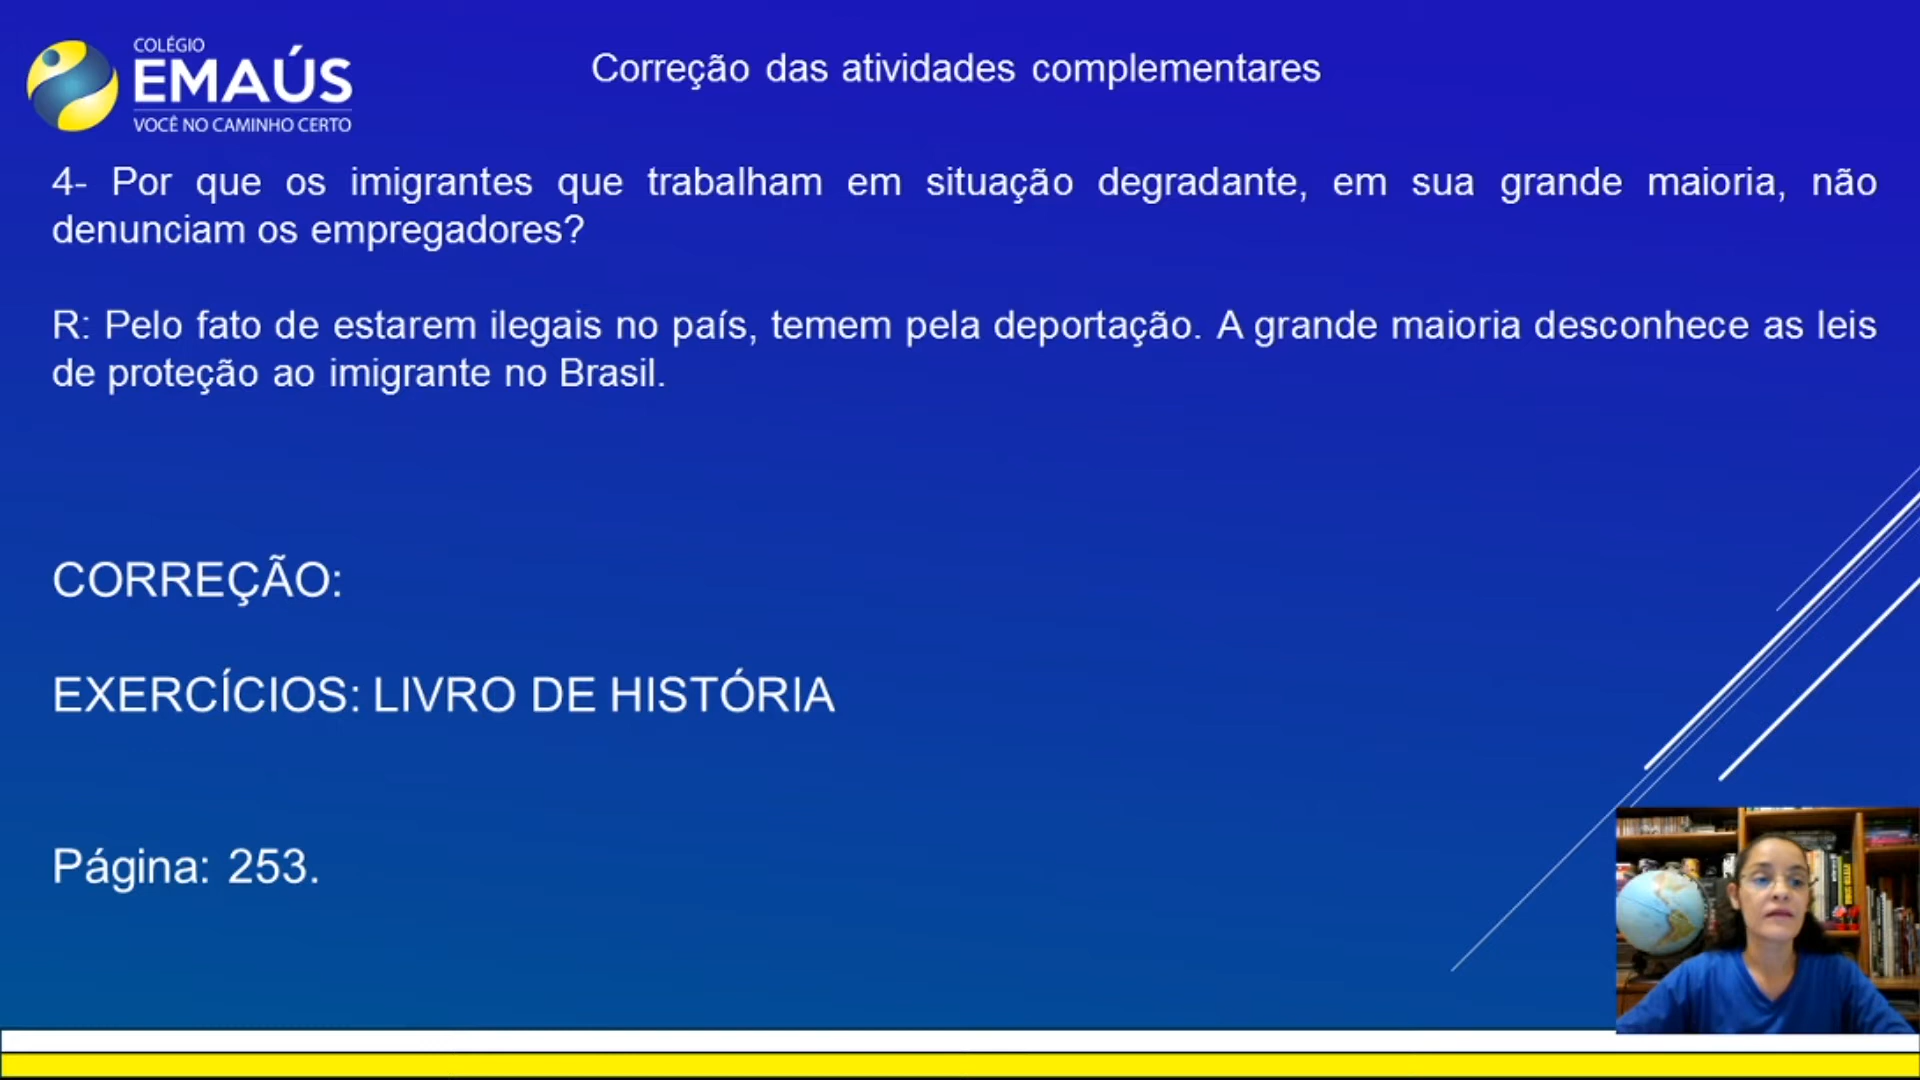 COLÉGIO
EMAÚS
VOCÊ NO CAMINHO CERTO
Correção das atividades complementares
4- Por que os imigrantes que trabalham em situação degradante, em sua grande maioria, não
denunciam os empregadores?
R: Pelo fato de estarem ilegais no país, temem pela deportação. A grande maioria desconhece as leis
de proteção ao imigrante no Brasil.
CORREÇÃO:
EXERCÍCIOS: LIVRO DE HISTÓRIA
Página: 253.